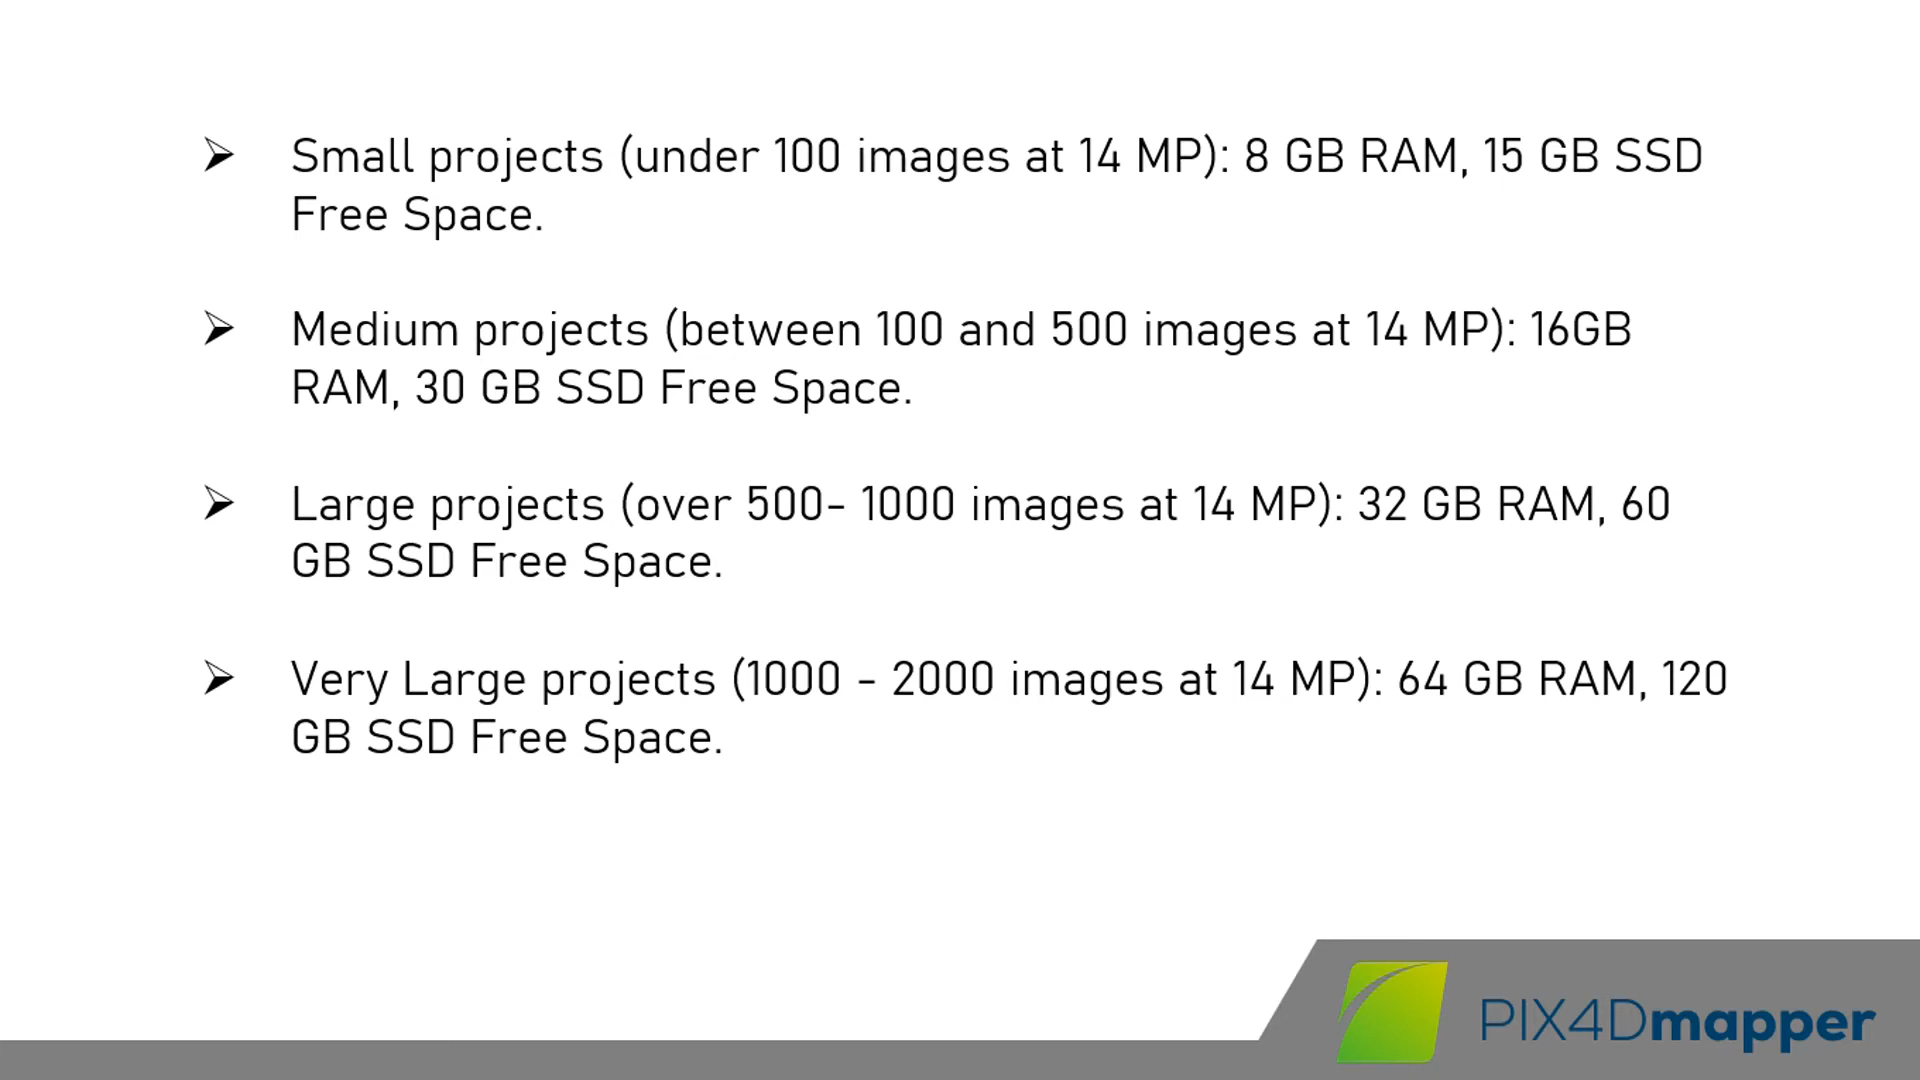 ➢ Small projects (under 100 images at 14 MP): 8 GB RAM, 15 GB SSD
Free Space.
➢ Medium projects (between 100 and 500 images at 14 MP): 16GB
RAM, 30 GB SSD Free Space.
➢ Large projects (over 500- 1000 images at 14 MP): 32 GB RAM, 60
GB SSD Free Space.
➢ Very Large projects (1000 - 2000 images at 14 MP): 64 GB RAM, 120
GB SSD Free Space.
PIX4Dmapper